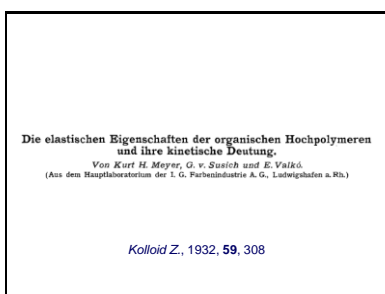 Die elastischen Eigenschaften der organischen Hochpolymeren
und ihre kinetische Deutung.
Von Kurt H. Meyer, G. v. Susich und E. Valkó.
(Aus dem Hauptlaboratorium der I. G. Farbenindustrie A. G., Ludwigshafen a. Rh.)
Kolloid Z., 1932, 59, 308